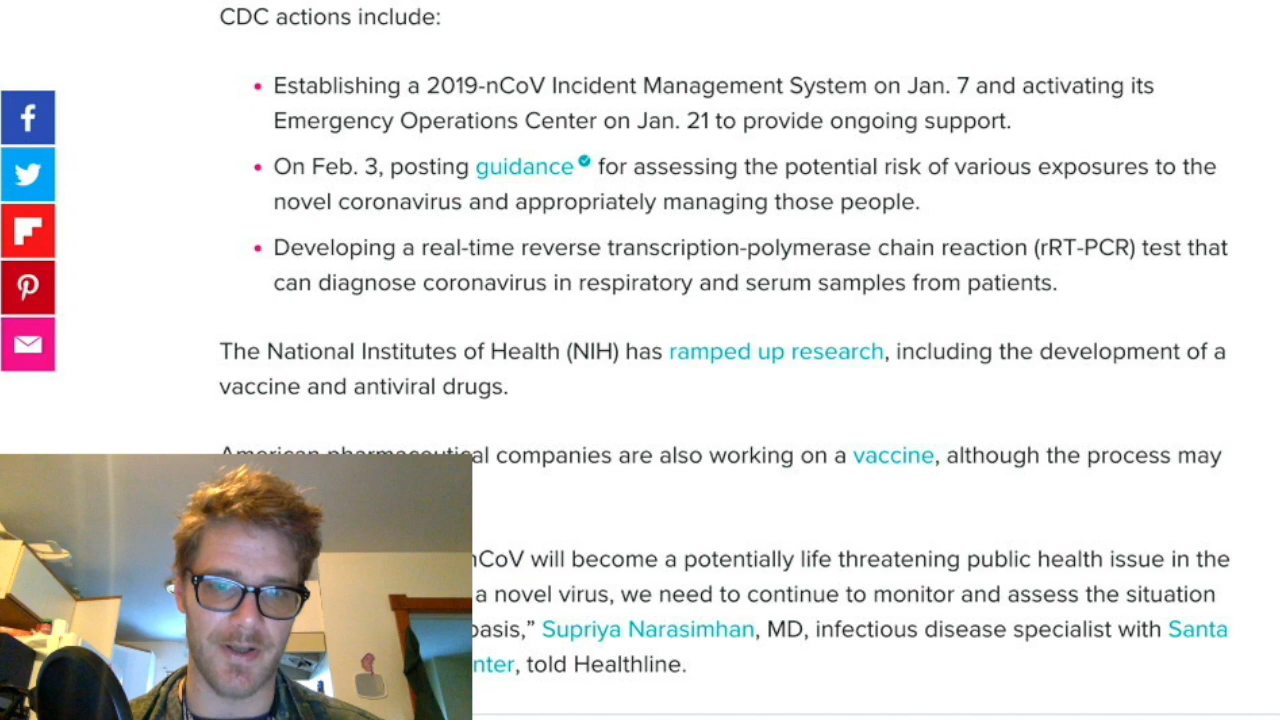 CDC actions include:
Establishing a 2019-nCoV Incident Management System on Jan. 7 and activating its
Emergency Operations Center on Jan. 21 to provide ongoing support.
On Feb. 3, posting guidance for assessing the potential risk of various exposures to the
novel coronavirus and appropriately managing those people.
Developing a real-time reverse transcription-polymerase chain reaction (rRT-PCR) test that
can diagnose coronavirus in respiratory and serum samples from patients.
The National Institutes of Health (NIH) has ramped up research, including the development of a
vaccine and antiviral drugs.
American pharmaceutical companies are also working on a vaccine, although the process may
nCoV will become a potentially life threatening public health issue in the
a novel virus, we need to continue to monitor and assess the situation
basis,” Supriya Narasimhan, MD, infectious disease specialist with Santa
nter, told Healthline.